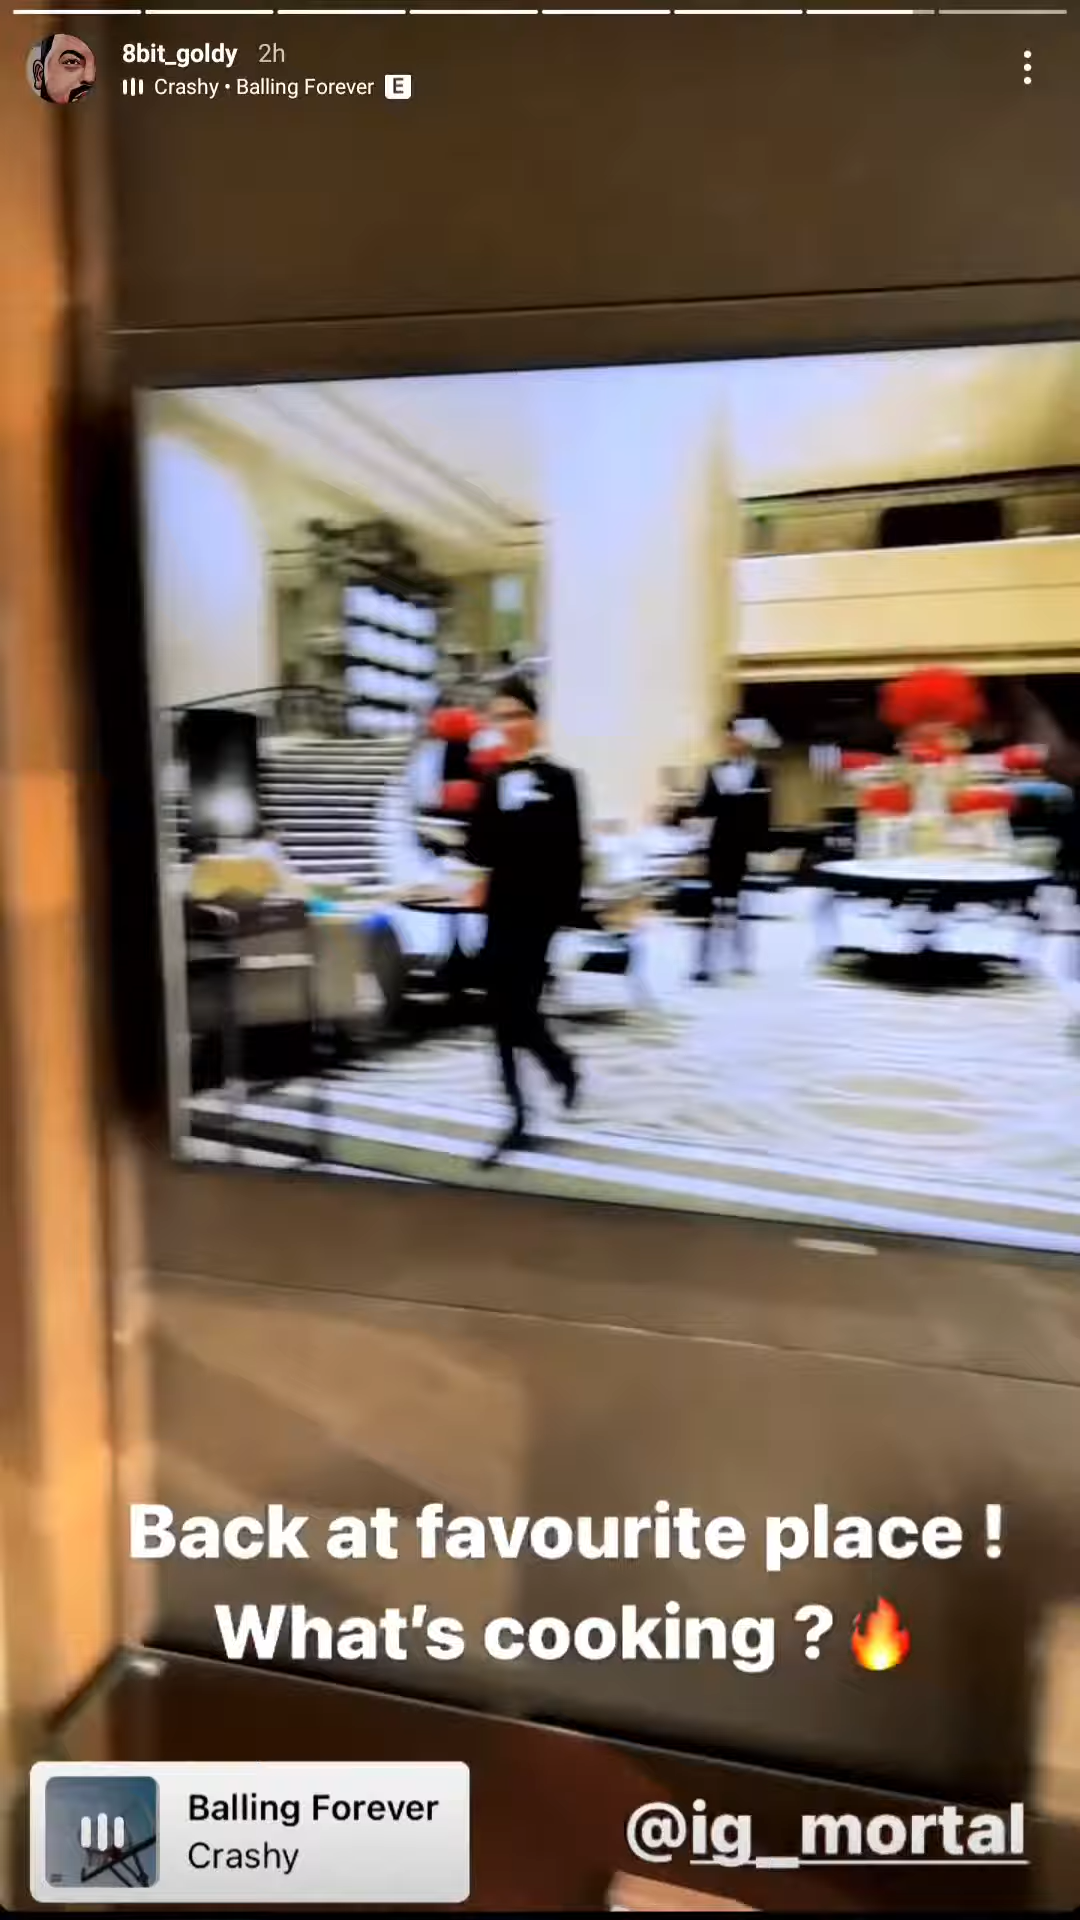 8bit_goldy 2h
Crashy • Balling Forever E
Back at favourite place !
What's cooking ?🔥
Balling Forever
Crashy
@ig_mortal